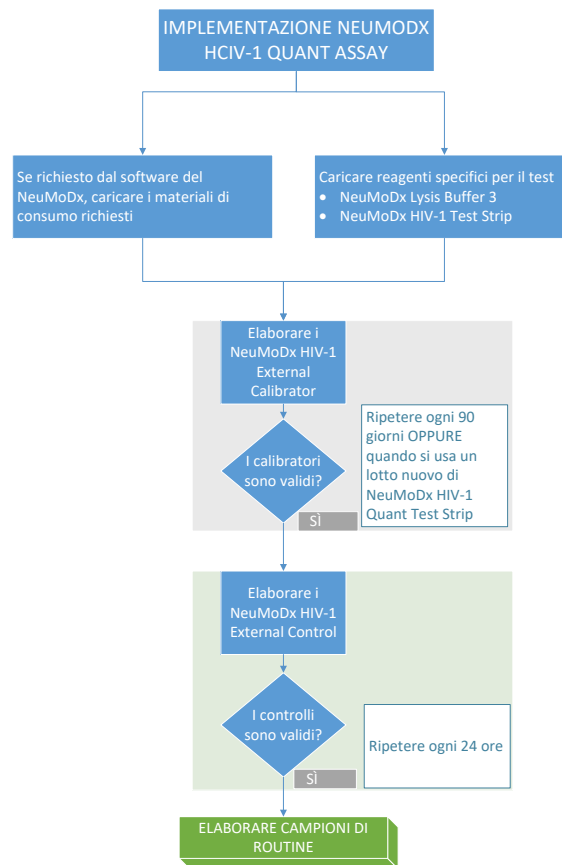 IMPLEMENTAZIONE NEUMODX
HCIV-1 QUANT ASSAY
Se richiesto dal software del
NeuMoDx, caricare i materiali di
consumo richiesti
Caricare reagenti specifici per il test
• NeuMoDx Lysis Buffer 3
• NeuMoDx HIV-1 Test Strip
Elaborare i
NeuMoDx HIV-1
External
Calibrator
I calibratori
sono validi?
Ripetere ogni 90
giorni OPPURE
quando si usa un
lotto nuovo di
NeuMoDx HIV-1
Quant Test Strip
SÌ
Elaborare i
NeuMoDx HIV-1
External Control
I controlli
sono validi?
Ripetere ogni 24 ore
SÌ
ELABORARE CAMPIONI DI
ROUTINE